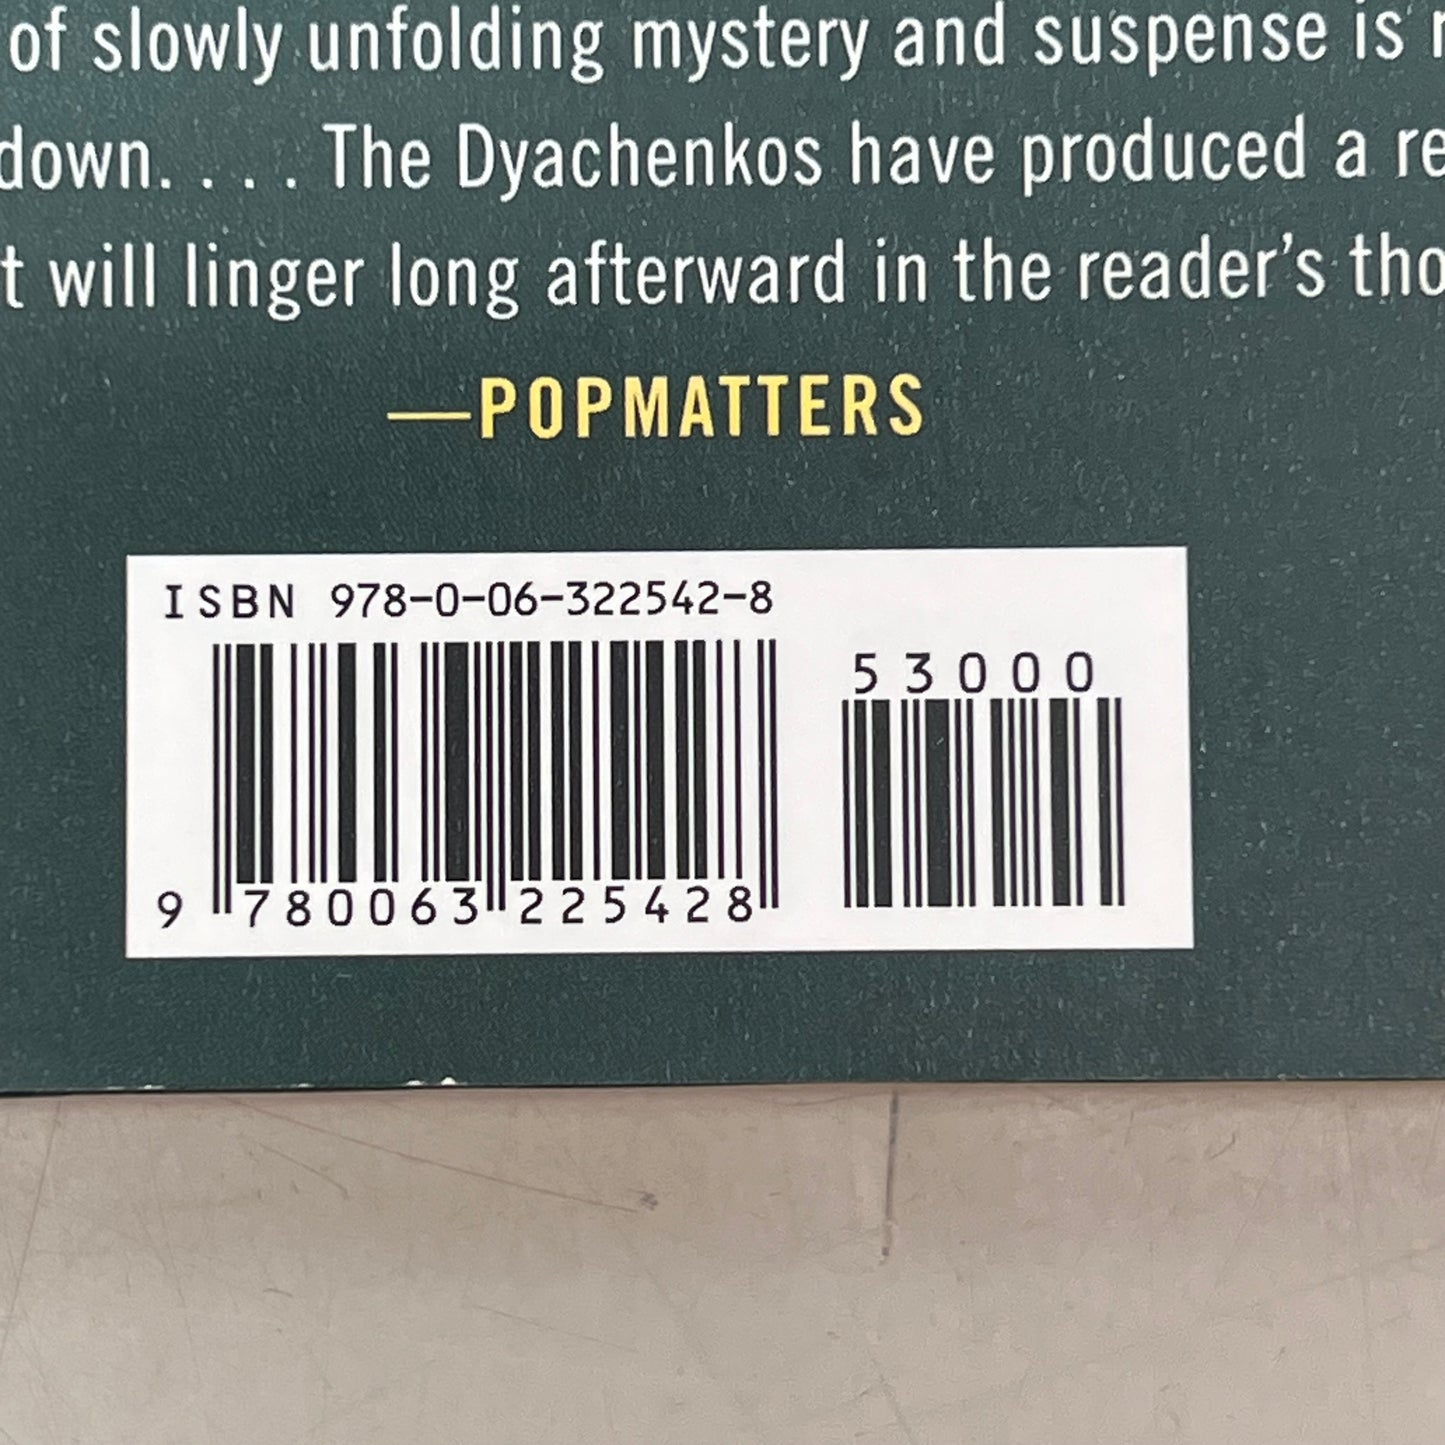 of slowly unfolding mystery and suspense is
down. . . . The Dyachenkos have produced a
will linger long afterward in the reader's
—POPMATTERS
ISBN 978-0-06-322542-8
53000
9 780063 225428